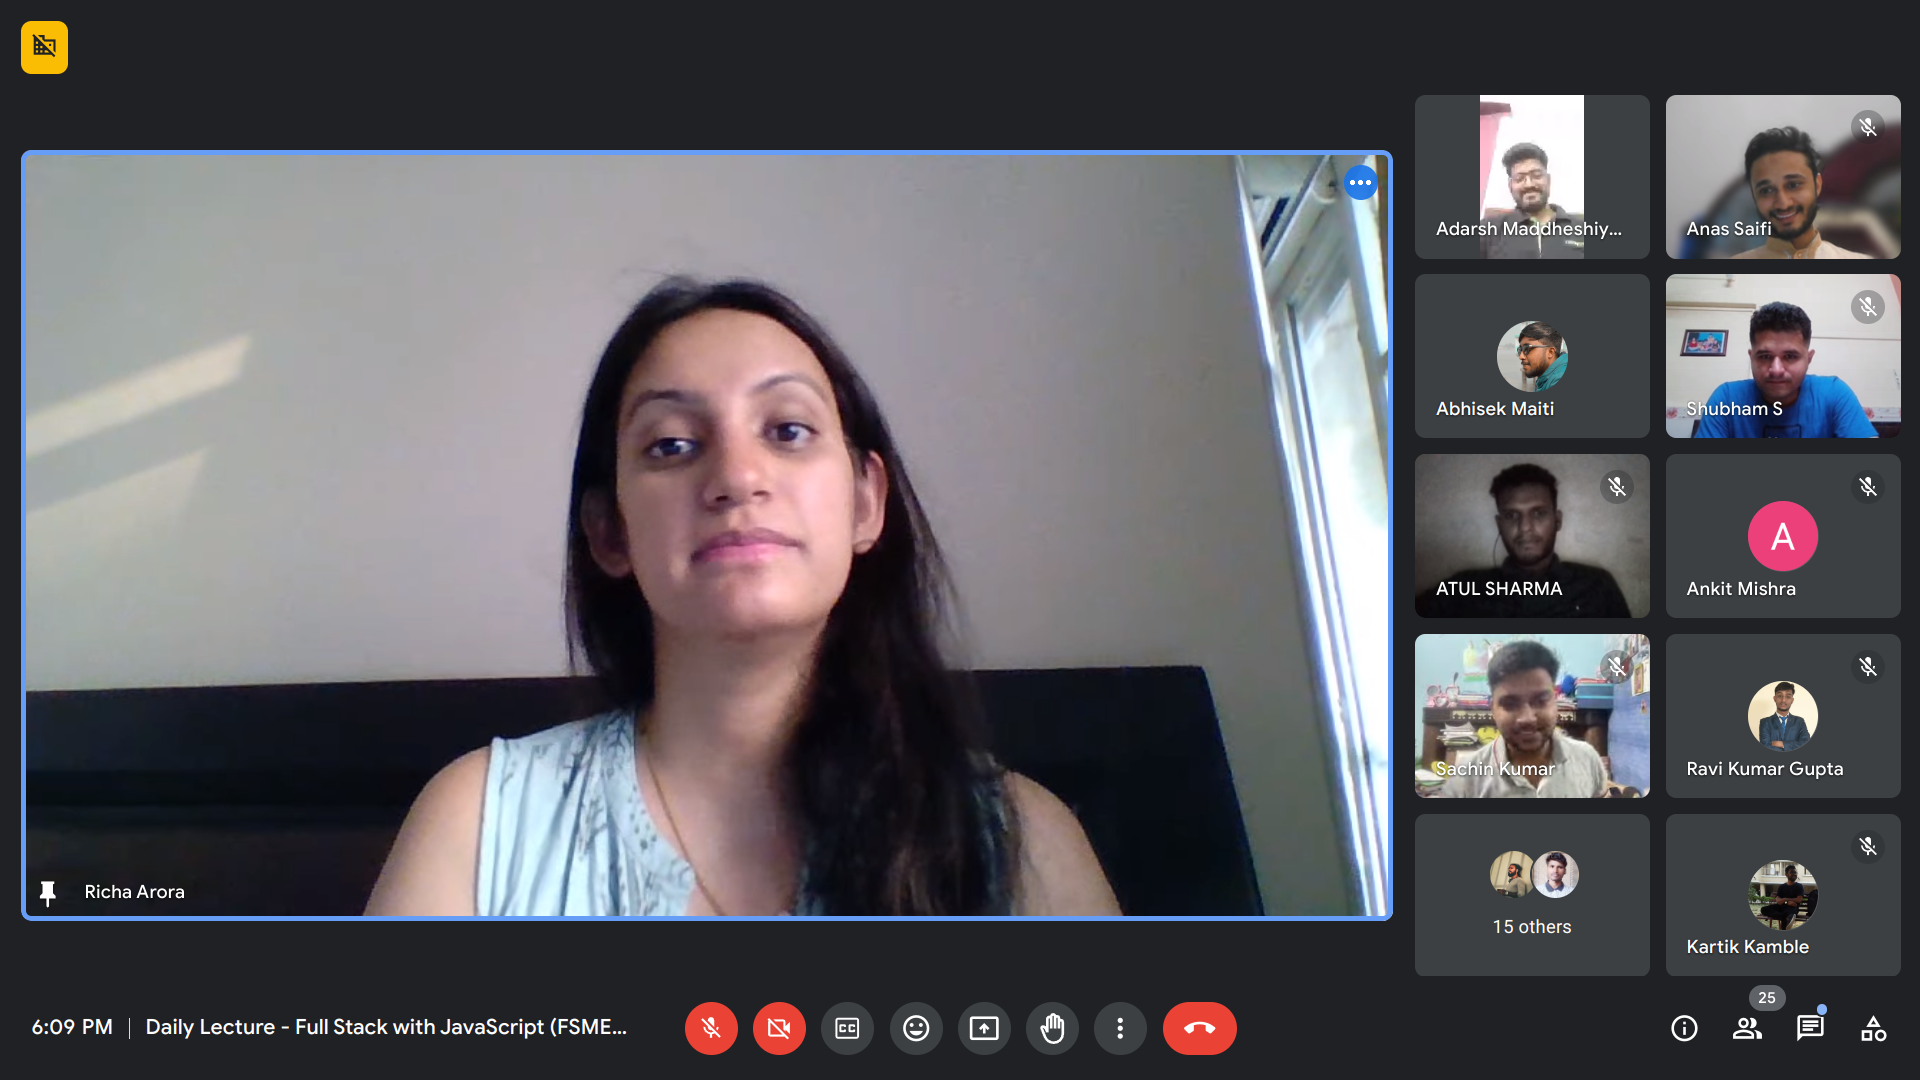 Adarsh Maddheshiy...
Anas Saifi
Abhisek Maiti
Shubham S
ATUL SHARMA
A
Ankit Mishra
Sachin Kumar
Ravi Kumar Gupta
15 others
Kartik Kamble
Richa Arora
6:09 PM | Daily Lecture - Full Stack with JavaScript (FSME...
CC
25